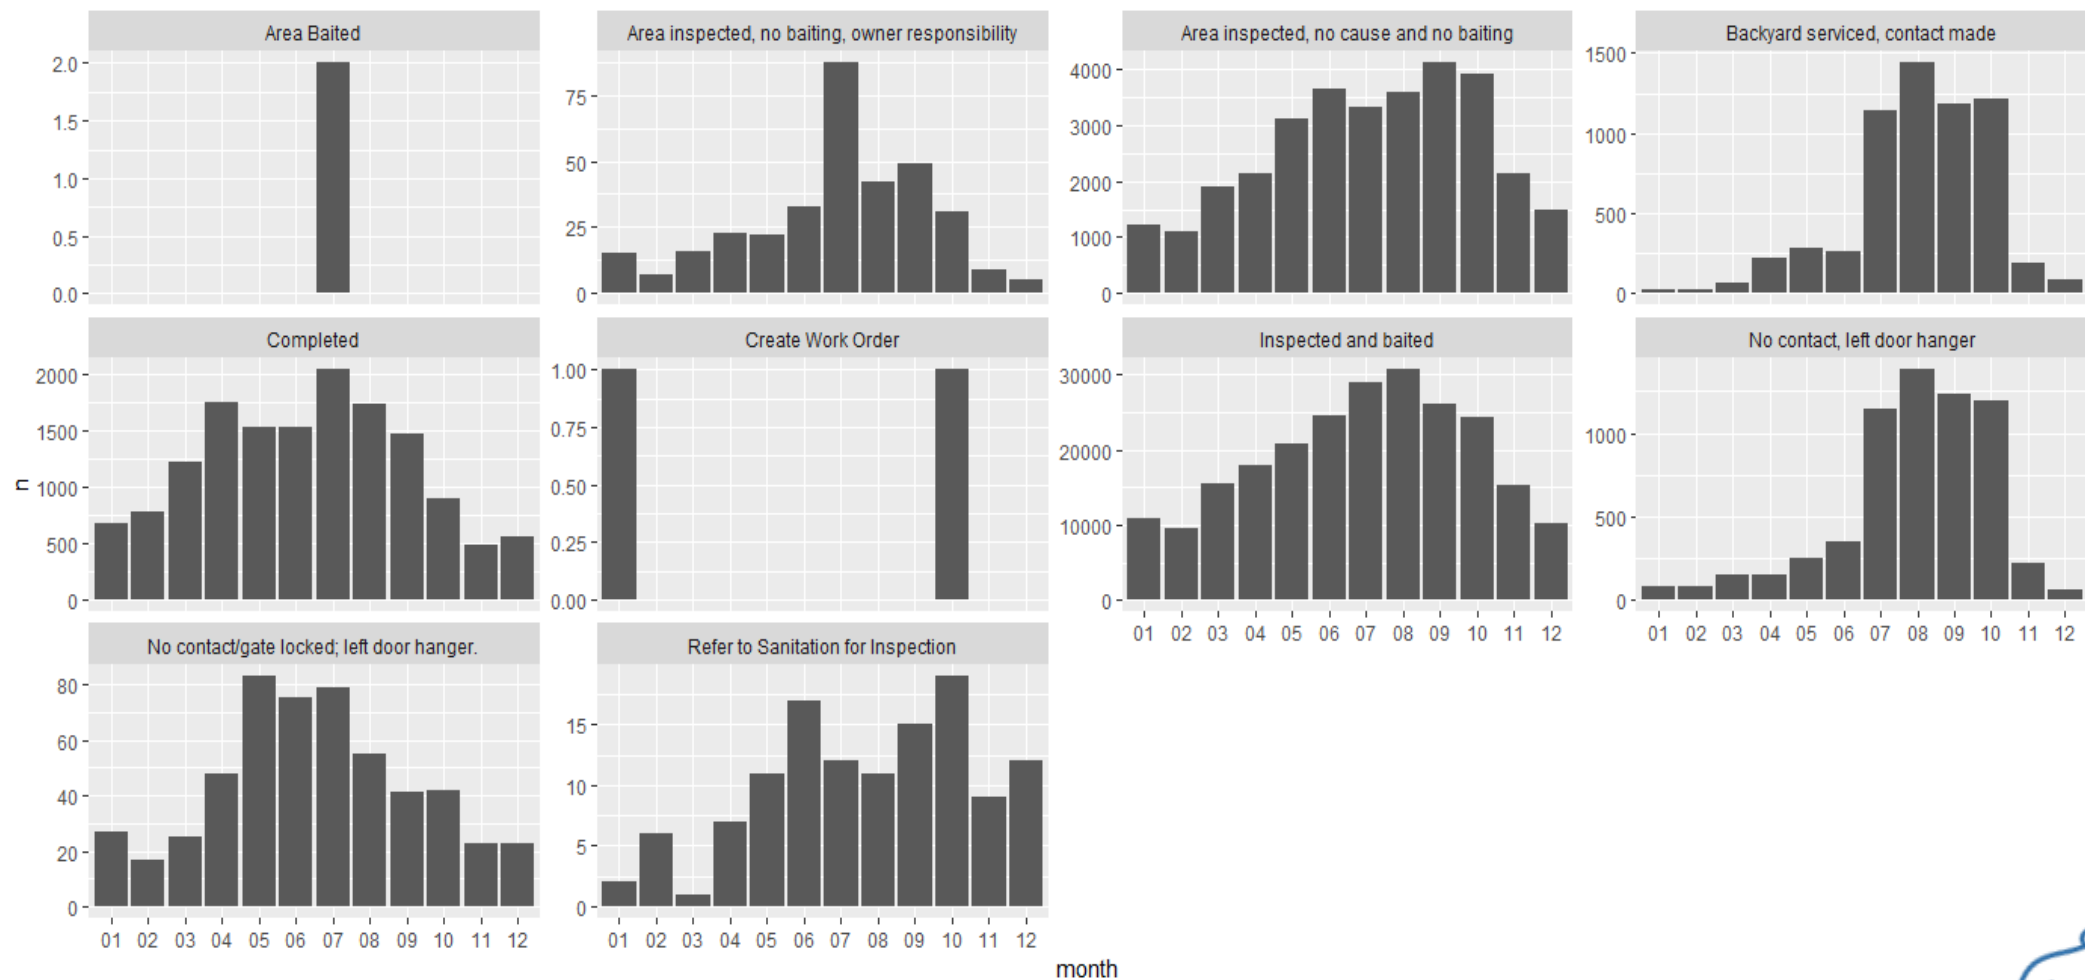 Area Baited
Area inspected, no baiting, owner responsibility
Area inspected, no cause and no baiting
Backyard serviced, contact made
2.0
1.5
1.0
0.5
0.0
75
50
25
0
4000
3000
2000
1000
0
1500
1000
500
0
Completed
Create Work Order
Inspected and baited
No contact, left door hanger
n
2000
1500
1000
500
0
1.00
0.75
0.50
0.25
0.00
30000
20000
10000
0
1000
500
0
01 02 03 04 05 06 07 08 09 10 11 12
01 02 03 04 05 06 07 08 09 10 11 12
No contact/gate locked; left door hanger.
Refer to Sanitation for Inspection
80
60
40
20
0
15
10
5
0
01 02 03 04 05 06 07 08 09 10 11 12
01 02 03 04 05 06 07 08 09 10 11 12
month